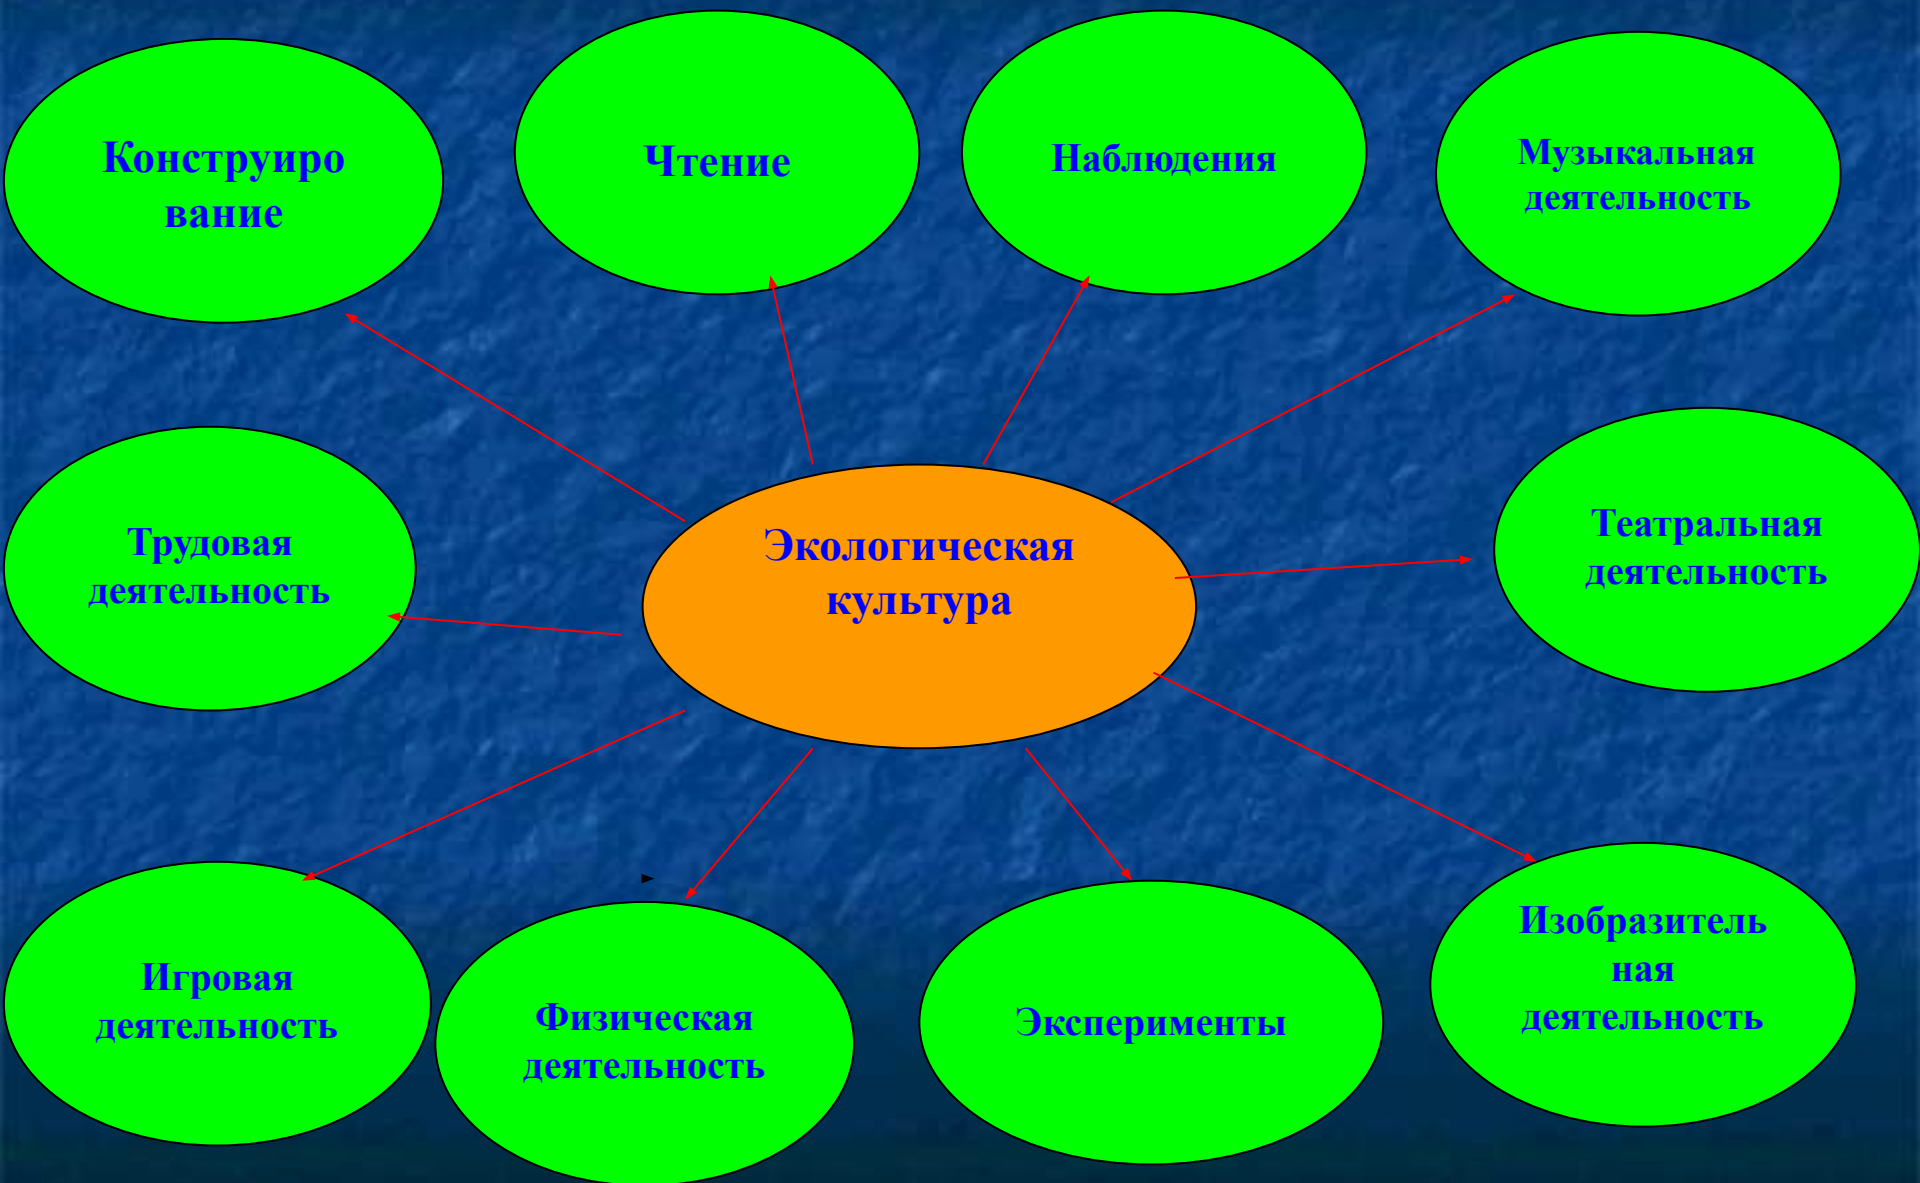 Конструиро
вание
Чтение
Наблюдения
Музыкальная
деятельность
Трудовая
деятельность
Экологическая
культура
Театральная
деятельность
Игровая
деятельность
Физическая
деятельность
Эксперименты
Изобразитель
ная
деятельность